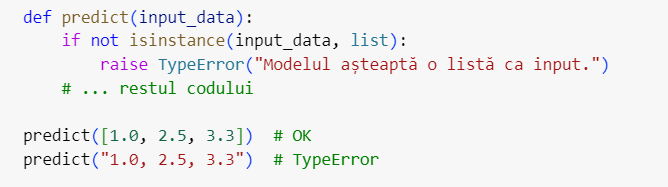 def predict(input_data):
    if not isinstance(input_data, list):
        raise TypeError("Modelul așteaptă o listă ca input.")
    # ... restul codului

predict([1.0, 2.5, 3.3])  # OK
predict("1.0, 2.5, 3.3")  # TypeError